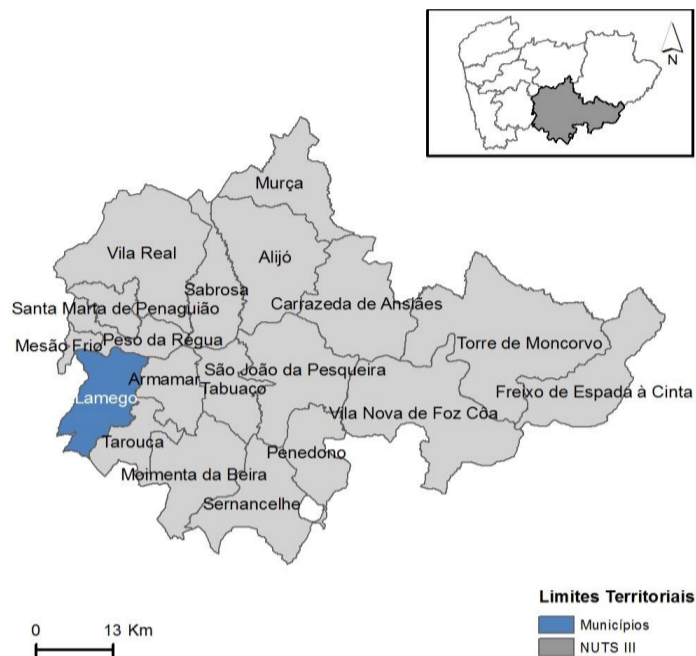 N
Murça
Vila Real
Alijó
Sabrosa
Santa Marta de Penaguião
Carrazeda de Ansiães
Mesão Frio
Peso da Régua
Torre de Moncorvo
São João da Pesqueira
Armamar
Tabuaço
Freixo de Espada à Cinta
Lamego
Vila Nova de Foz Côa
Tarouca
Penedono
Moimenta da Beira
Sernancelhe
Limites Territoriais
Municípios
NUTS III
0 13 Km